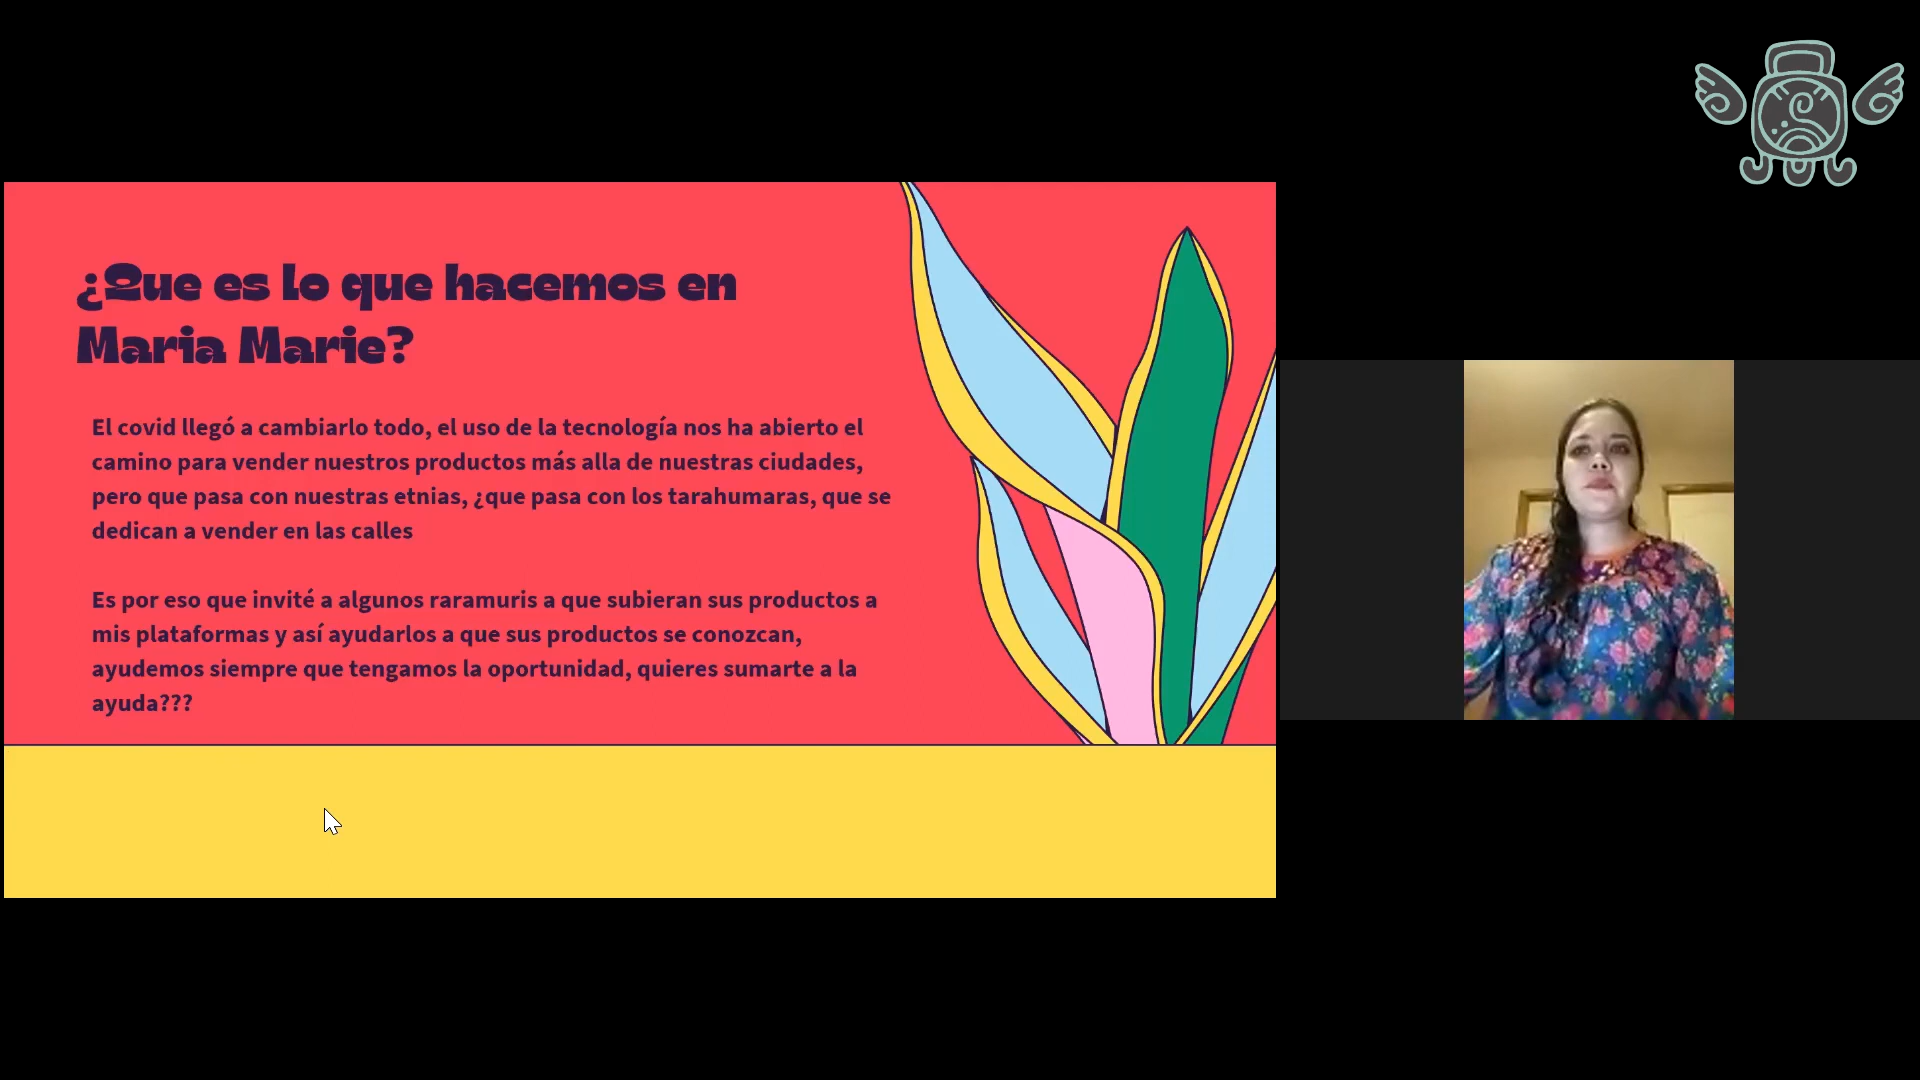 ¿Que es lo que hacemos en
Maria Marie?
El covid llegó a cambiarlo todo, el uso de la tecnología nos ha abierto el
camino para vender nuestros productos más alla de nuestras ciudades,
pero que pasa con nuestras etnias, ¿que pasa con los tarahumaras, que se
dedican a vender en las calles
Es por eso que invité a algunos raramuris a que subieran sus productos a
mis plataformas y así ayudarlos a que sus productos se conozcan,
ayudemos siempre que tengamos la oportunidad, quieres sumarte a la
ayuda???